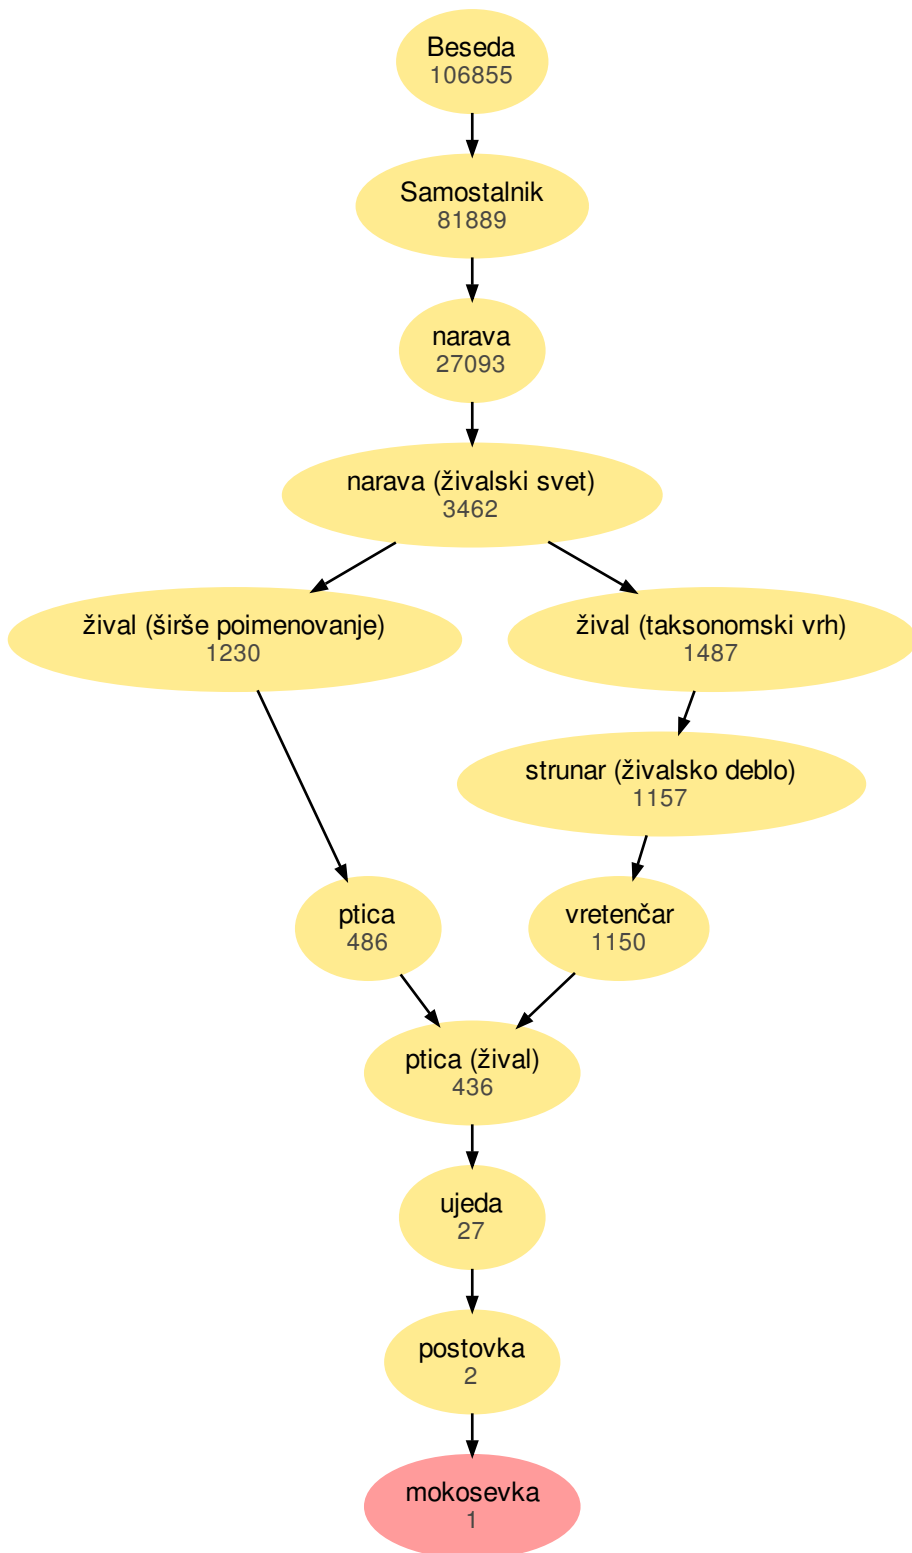 Beseda
106855
Samostalnik
81889
narava
27093
narava (živalski svet)
3462
žival (širše poimenovanje)
1230
žival (taksonomski vrh)
1487
strunar (živalsko deblo)
1157
ptica
486
vretenčar
1150
ptica (žival)
436
ujeda
27
postovka
2
mokosevka
1